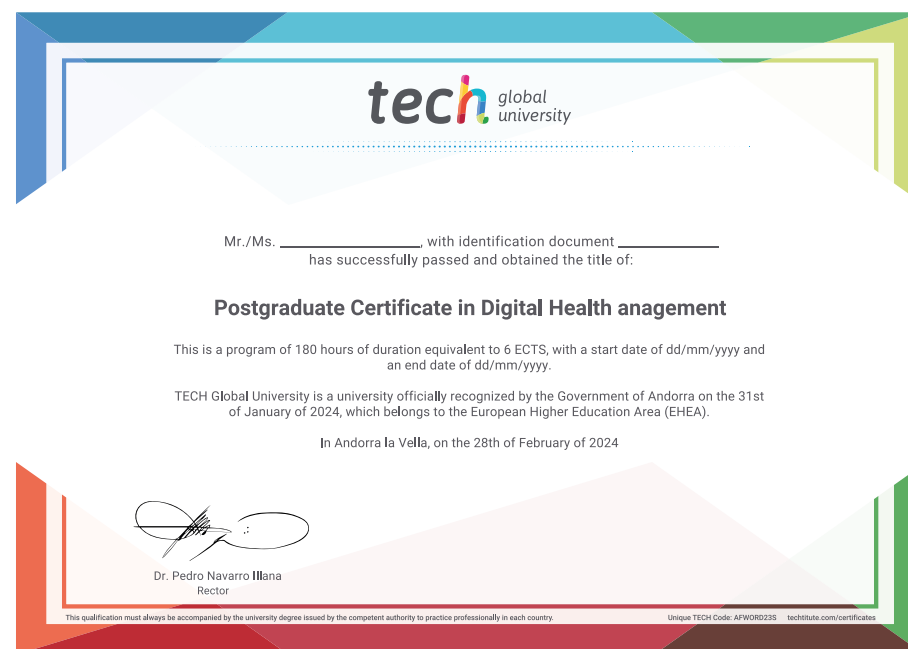 tech global
university
Mr./Ms. ____________________, with identification document ______________
has successfully passed and obtained the title of:
Postgraduate Certificate in Digital Health anagement
This is a program of 180 hours of duration equivalent to 6 ECTS, with a start date of dd/mm/yyyy and
an end date of dd/mm/yyyy.
TECH Global University is a university officially recognized by the Government of Andorra on the 31st
of January of 2024, which belongs to the European Higher Education Area (EHEA).
In Andorra la Vella, on the 28th of February of 2024
Dr. Pedro Navarro Illana
Rector
This qualification must always be accompanied by the university degree issued by the competent authority to practice professionally in each country.
Unique TECH Code: AFWORD23S techtitute.com/certificates